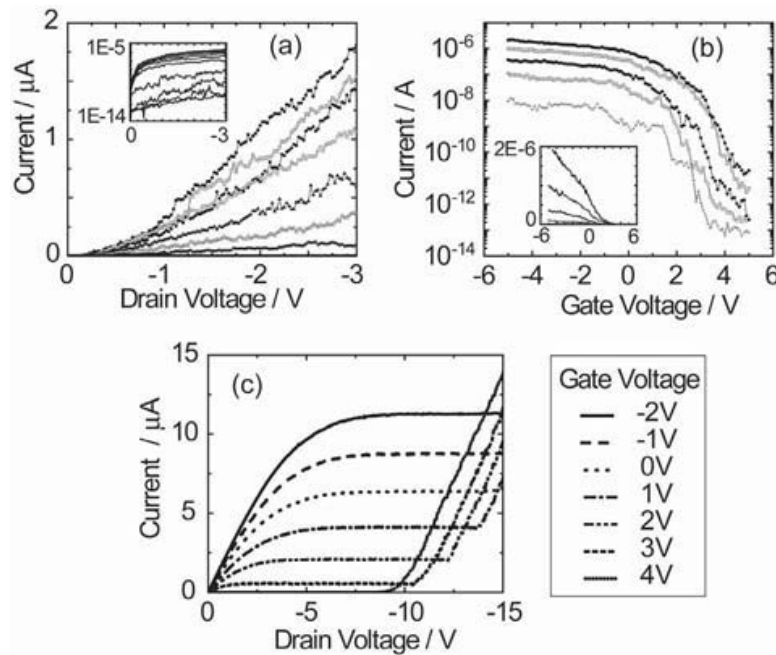 (a)
Current / μA
2
1
0
1E-5
1E-14
0 -3
0 -1 -2 -3
Drain Voltage / V
(b)
Current / A
10-6
10-8
10-10
10-12
10-14
2E-6
0
-6 0 6
-6 -4 -2 0 2 4 6
Gate Voltage / V
(c)
Current / μA
15
10
5
0
0 -5 -10 -15
Drain Voltage / V
Gate Voltage
-2V
-1V
0V
1V
2V
3V
4V